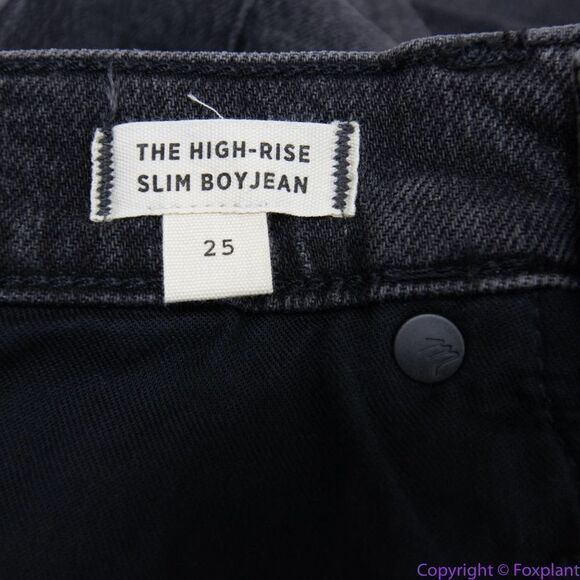 THE HIGH-RISE
SLIM BOYJEAN
25
m
Copyright © Foxplant